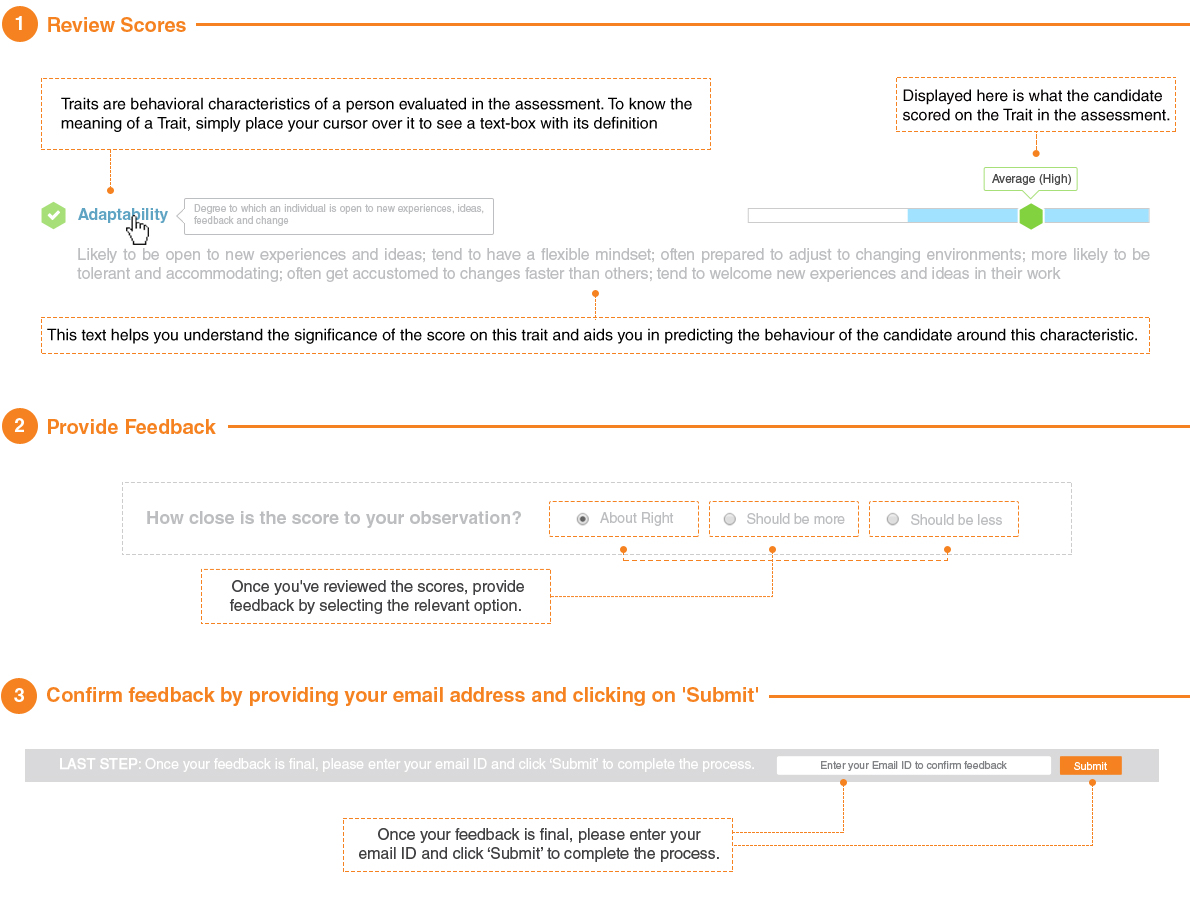 1 Review Scores
Traits are behavioral characteristics of a person evaluated in the assessment. To know the
meaning of a Trait, simply place your cursor over it to see a text-box with its definition
Displayed here is what the candidate
scored on the Trait in the assessment.
Average (High)
Adaptability
Degree to which an individual is open to new experiences, ideas,
feedback and change
Likely to be open to new experiences and ideas; tend to have a flexible mindset; often prepared to adjust to changing environments; more likely to be
tolerant and accommodating; often get accustomed to changes faster than others; tend to welcome new experiences and ideas in their work
This text helps you understand the significance of the score on this trait and aids you in predicting the behaviour of the candidate around this characteristic.
2 Provide Feedback
How close is the score to your observation? About Right Should be more Should be less
Once you've reviewed the scores, provide
feedback by selecting the relevant option.
3 Confirm feedback by providing your email address and clicking on 'Submit'
LAST STEP: Once your feedback is final, please enter your email ID and click ‘Submit’ to complete the process. Enter your Email ID to confirm feedback Submit
Once your feedback is final, please enter your
email ID and click ‘Submit’ to complete the process.